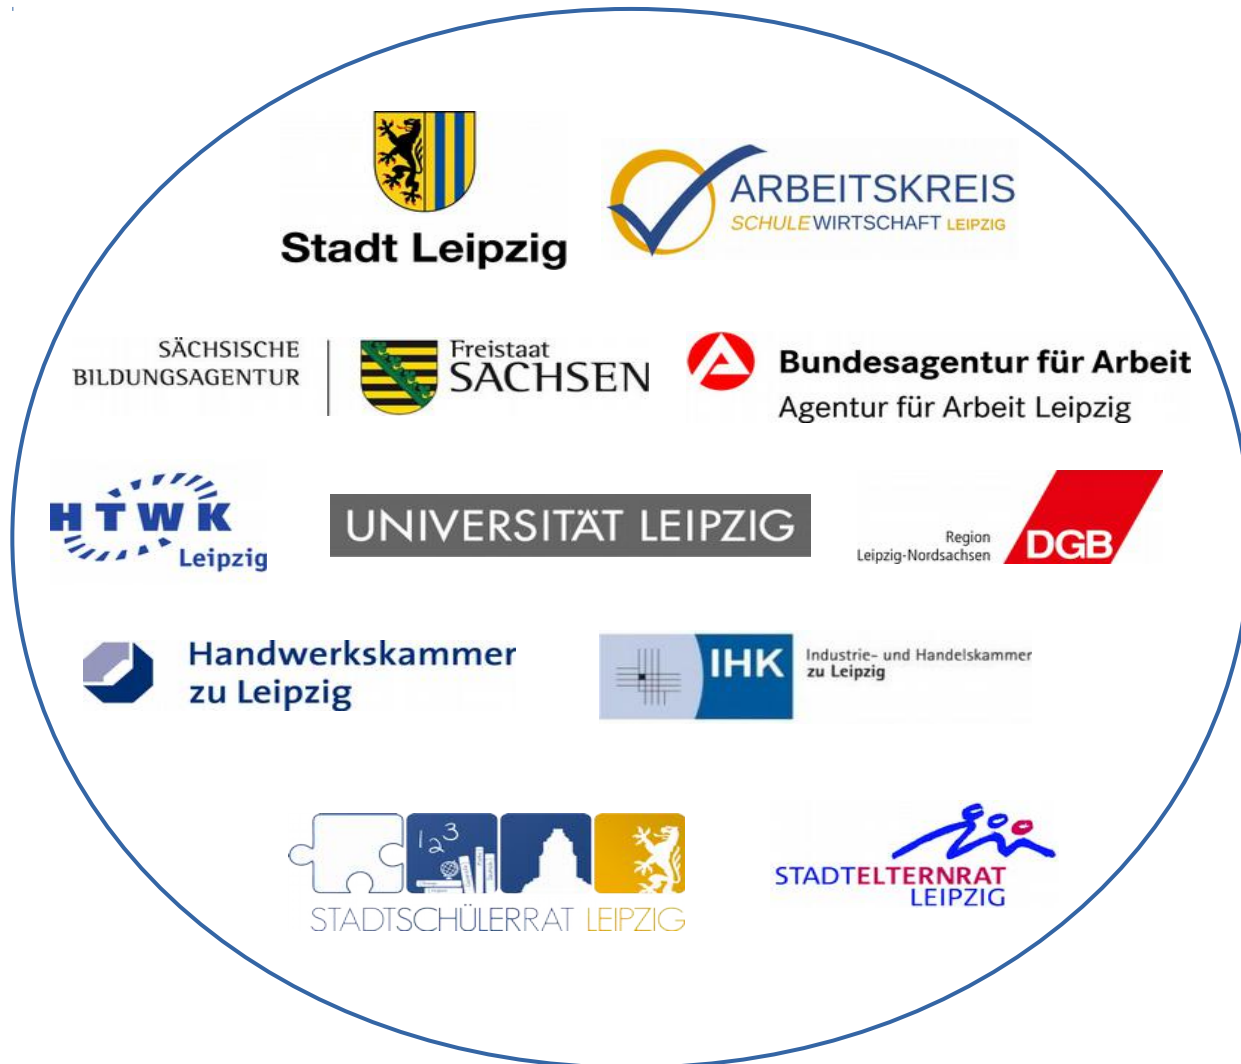 Stadt Leipzig
ARBEITSKREIS
SCHULEWIRTSCHAFT LEIPZIG
SÄCHSISCHE
BILDUNGSAGENTUR
Freistaat
SACHSEN
Bundesagentur für Arbeit
Agentur für Arbeit Leipzig
HTWK
Leipzig
UNIVERSITÄT LEIPZIG
Region
Leipzig-Nordsachsen
DGB
Handwerkskammer
zu Leipzig
IHK
Industrie- und Handelskammer
zu Leipzig
123
STADTSCHÜLERRAT LEIPZIG
STADTELTERNRAT
LEIPZIG